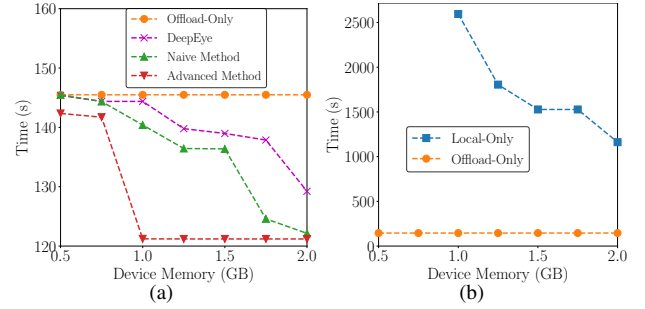 160
150
140
130
120
Time (s)
0.5
1.0
1.5
2.0
Device Memory (GB)
Offload-Only
DeepEye
Naive Method
Advanced Method
(a)
2500
2000
1500
1000
500
0
Time (s)
0.5
1.0
1.5
2.0
Device Memory (GB)
Local-Only
Offload-Only
(b)